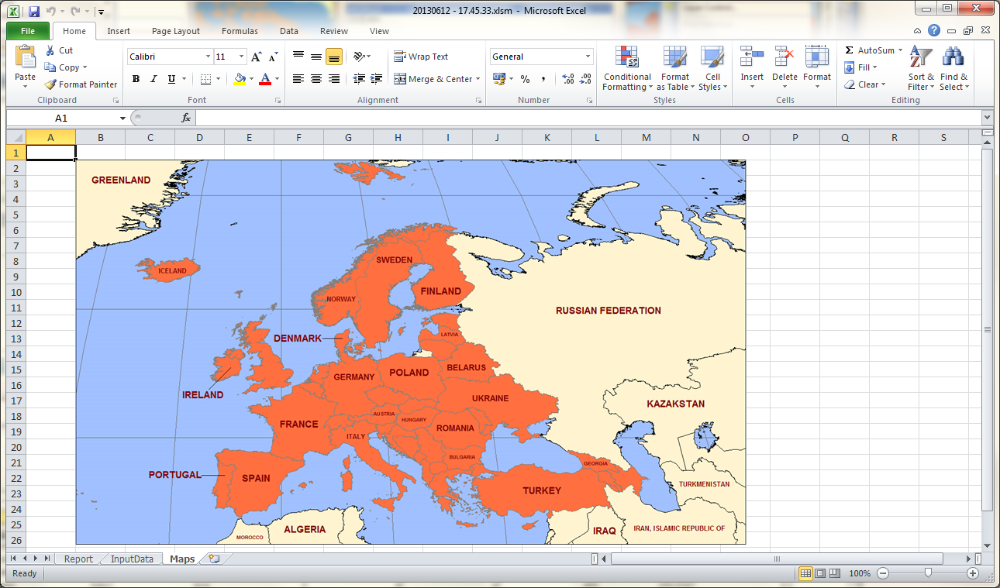 20130612 - 17.45.33.xlsm - Microsoft Excel
File Home Insert Page Layout Formulas Data Review View
Paste Cut Copy Format Painter
Clipboard
Calibri 11
B I U A
Font
Wrap Text
Merge & Center
Alignment
General
% , .00 .0
Number
Conditional Formatting Format as Table Cell Styles
Styles
Insert Delete Format
Cells
Σ AutoSum Fill Clear
Sort & Filter Find & Select
Editing
A1 fx
A B C D E F G H I J K L M N O P Q R S
1
2
3
4
5
6
7
8
9
10
11
12
13
14
15
16
17
18
19
20
21
22
23
24
25
26
GREENLAND
SWEDEN
ICELAND
FINLAND
NORWAY
RUSSIAN FEDERATION
LATVIA
DENMARK
BELARUS
POLAND
GERMANY
IRELAND
UKRAINE
KAZAKSTAN
AUSTRIA
HUNGARY
FRANCE
ROMANIA
ITALY
BULGARIA
GEORGIA
PORTUGAL
SPAIN
TURKMENISTAN
TURKEY
ALGERIA
IRAQ
IRAN, ISLAMIC REPUBLIC OF
MOROCCO
Report InputData Maps
Ready 100%